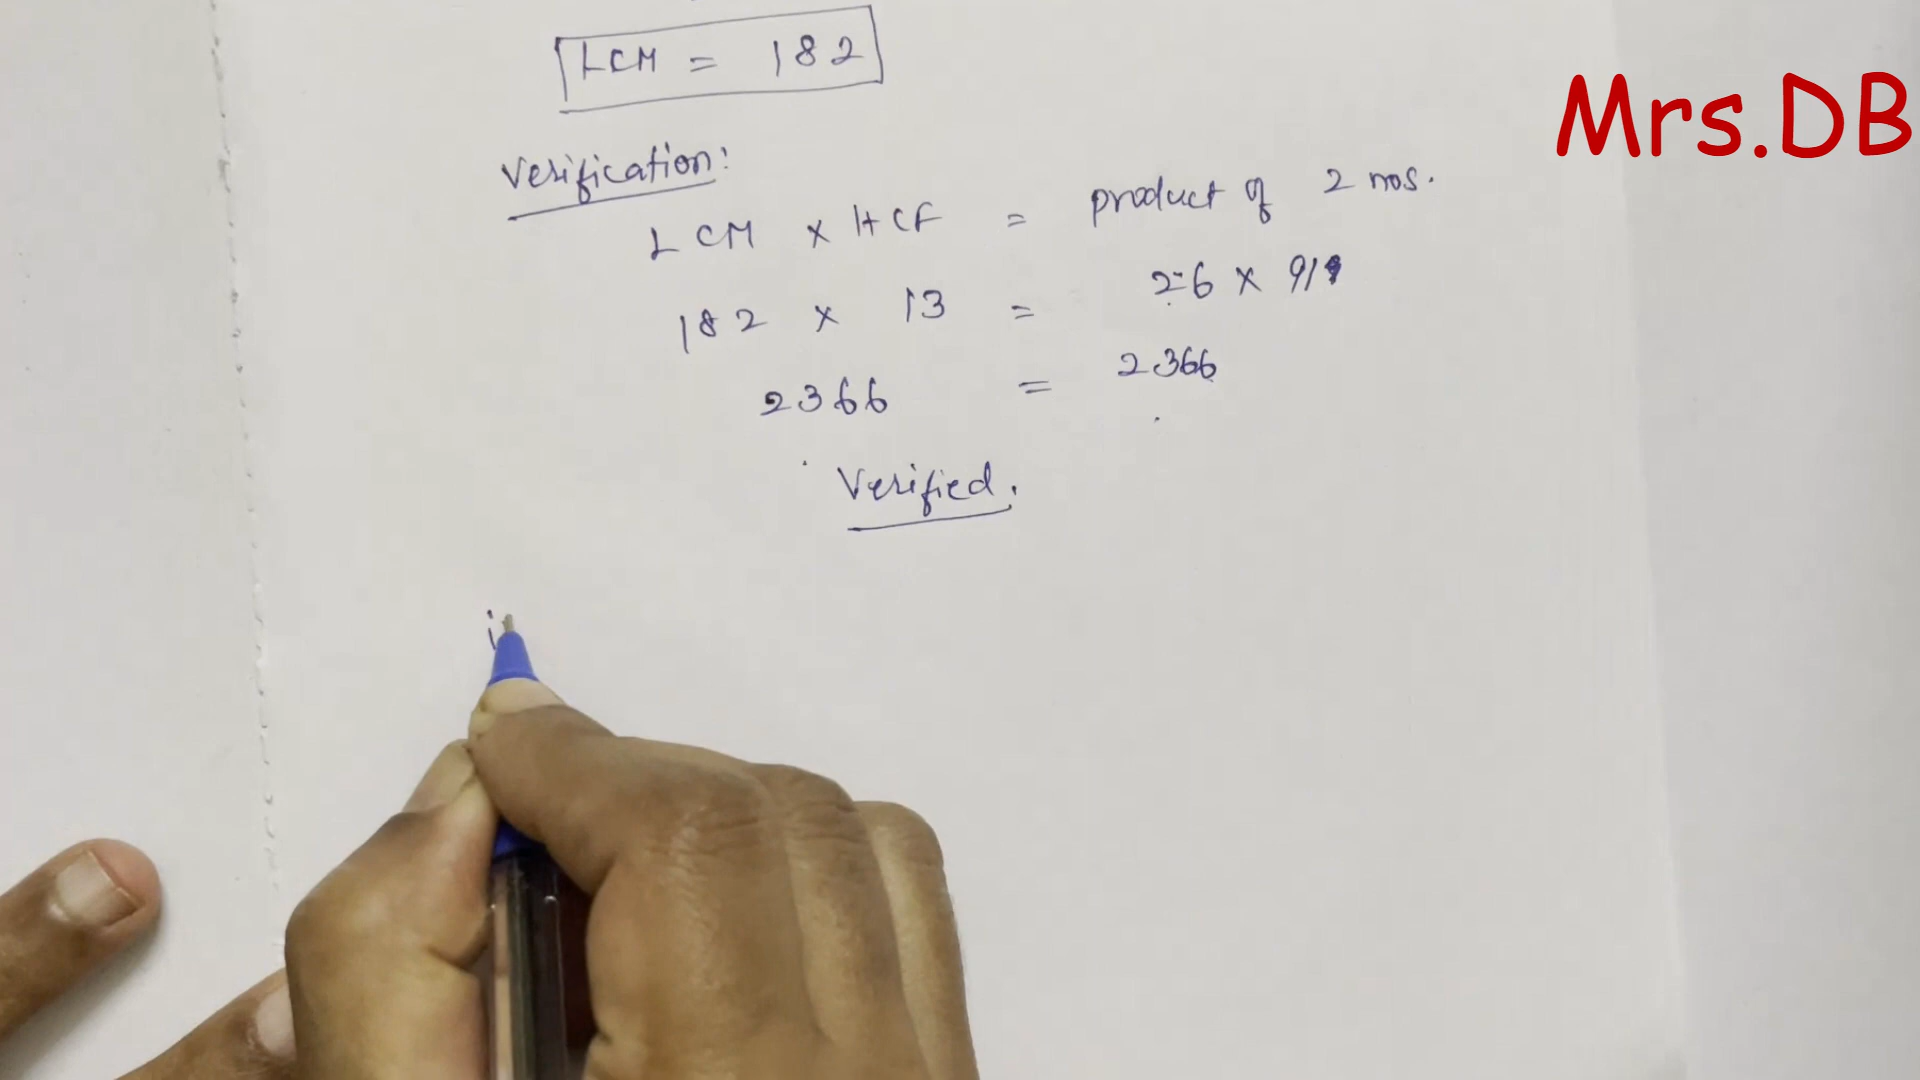 LCM = 182
Mrs.DB
Verification:
LCM x HCF = product of 2 nos.
182 x 13 = 26 x 91
2366 = 2366
Verified.
i